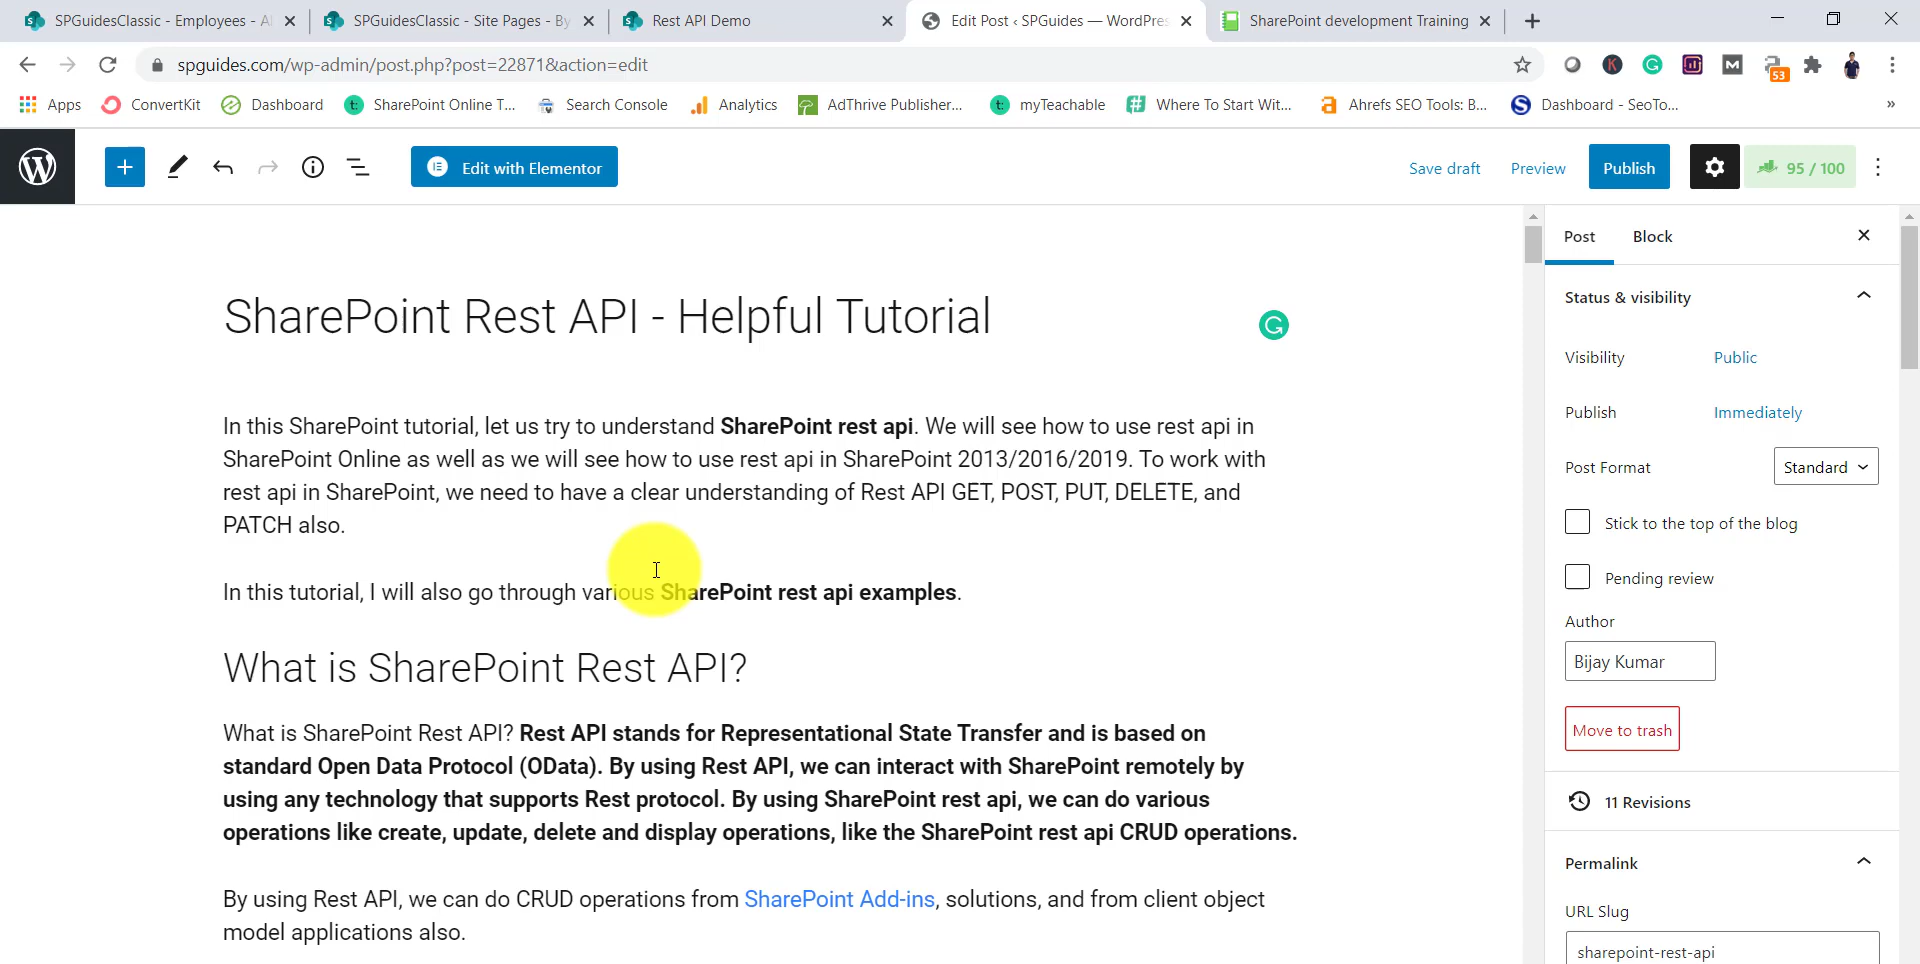 SPGuidesClassic - Employees - Al
SPGuidesClassic - Site Pages - By
Rest API Demo
Edit Post ‹ SPGuides — WordPres
SharePoint development Training
spguides.com/wp-admin/post.php?post=22871&action=edit
53
Apps
ConvertKit
Dashboard
SharePoint Online T...
Search Console
Analytics
AdThrive Publisher...
myTeachable
Where To Start Wit...
Ahrefs SEO Tools: B...
Dashboard - SeoTo...
»
Edit with Elementor
Save draft
Preview
Publish
95 / 100
SharePoint Rest API - Helpful Tutorial
In this SharePoint tutorial, let us try to understand SharePoint rest api. We will see how to use rest api in
SharePoint Online as well as we will see how to use rest api in SharePoint 2013/2016/2019. To work with
rest api in SharePoint, we need to have a clear understanding of Rest API GET, POST, PUT, DELETE, and
PATCH also.
In this tutorial, I will also go through various SharePoint rest api examples.
What is SharePoint Rest API?
What is SharePoint Rest API? Rest API stands for Representational State Transfer and is based on
standard Open Data Protocol (OData). By using Rest API, we can interact with SharePoint remotely by
using any technology that supports Rest protocol. By using SharePoint rest api, we can do various
operations like create, update, delete and display operations, like the SharePoint rest api CRUD operations.
By using Rest API, we can do CRUD operations from SharePoint Add-ins, solutions, and from client object
model applications also.
Post
Block
Status & visibility
Visibility
Public
Publish
Immediately
Post Format
Standard
Stick to the top of the blog
Pending review
Author
Bijay Kumar
Move to trash
11 Revisions
Permalink
URL Slug
sharepoint-rest-api